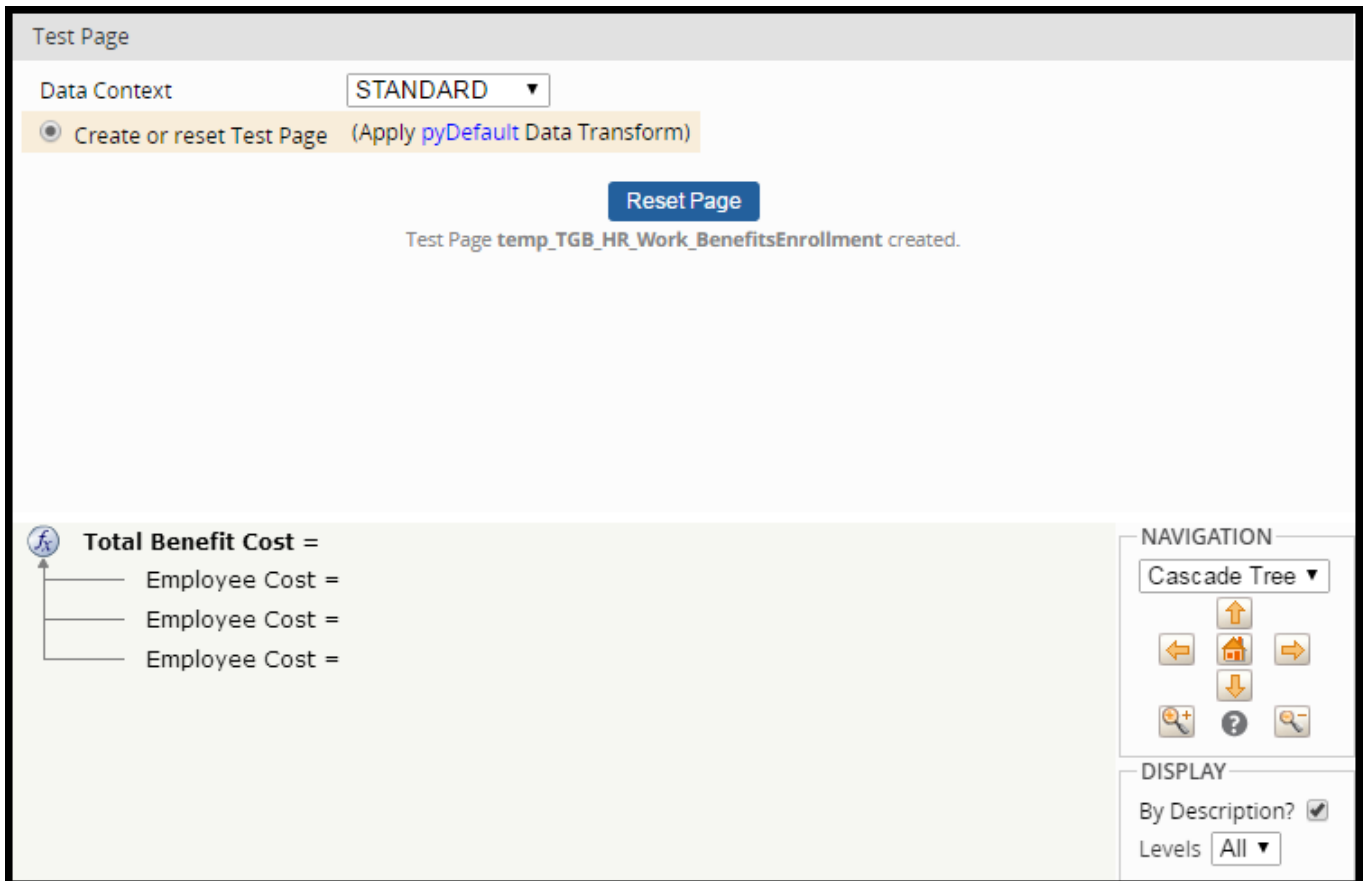 Test Page
Data Context STANDARD
Create or reset Test Page (Apply pyDefault Data Transform)
Reset Page
Test Page temp_TGB_HR_Work_BenefitsEnrollment created.
fx Total Benefit Cost =
Employee Cost =
Employee Cost =
Employee Cost =
NAVIGATION
Cascade Tree
?
DISPLAY
By Description?
Levels All